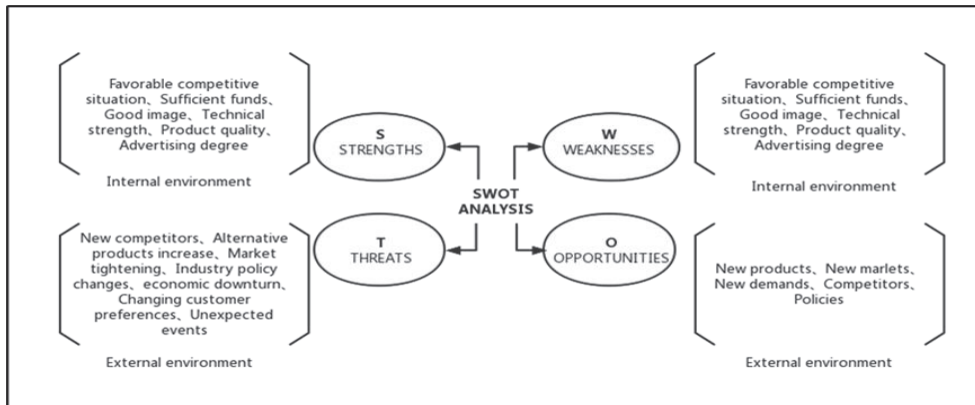 Favorable competitive
situation、Sufficient funds、
Good image、Technical
strength、Product quality、
Advertising degree
Internal environment
S
STRENGTHS
W
WEAKNESSES
Favorable competitive
situation、Sufficient funds、
Good image、Technical
strength、Product quality、
Advertising degree
Internal environment
SWOT
ANALYSIS
New competitors、Alternative
products increase、Market
tightening、Industry policy
changes、economic downturn、
Changing customer
preferences、Unexpected
events
External environment
T
THREATS
O
OPPORTUNITIES
New products、New marlets、
New demands、Competitors、
Policies
External environment